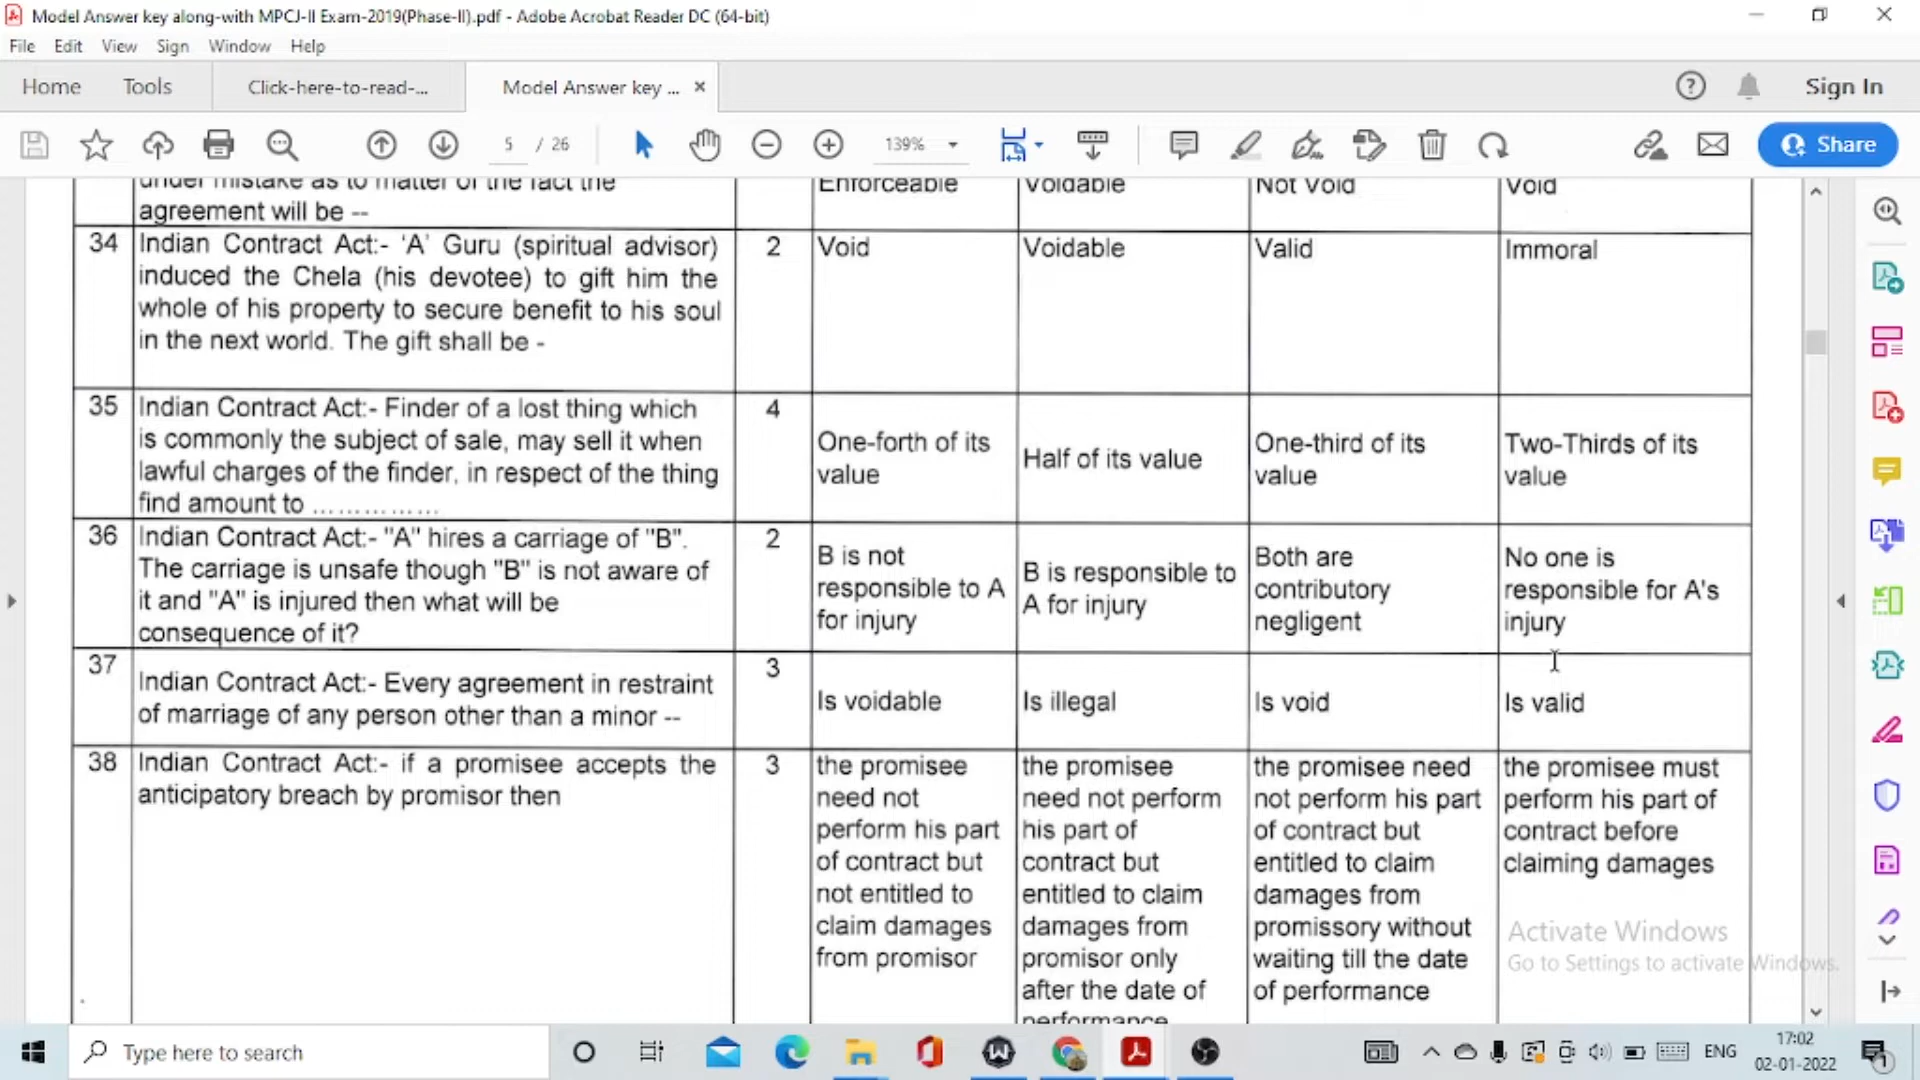 Model Answer key along-with MPCJ-II Exam-2019(Phase-II).pdf - Adobe Acrobat Reader DC (64-bit)
File Edit View Sign Window Help
Home Tools Click-here-to-read-... Model Answer key ... × Sign In
5 / 26 139% Share
under mistake as to matter of the fact the
agreement will be --
Enforceable Voidable Not Void Void
34
Indian Contract Act:- 'A' Guru (spiritual advisor)
induced the Chela (his devotee) to gift him the
whole of his property to secure benefit to his soul
in the next world. The gift shall be -
2
Void
Voidable
Valid
Immoral
35
Indian Contract Act:- Finder of a lost thing which
is commonly the subject of sale, may sell it when
lawful charges of the finder, in respect of the thing
find amount to ……………
4
One-forth of its
value
Half of its value
One-third of its
value
Two-Thirds of its
value
36
Indian Contract Act:- "A" hires a carriage of "B".
The carriage is unsafe though "B" is not aware of
it and "A" is injured then what will be
consequence of it?
2
B is not
responsible to A
for injury
B is responsible to
A for injury
Both are
contributory
negligent
No one is
responsible for A's
injury
37
Indian Contract Act:- Every agreement in restraint
of marriage of any person other than a minor --
3
Is voidable
Is illegal
Is void
Is valid
38
Indian Contract Act:- if a promisee accepts the
anticipatory breach by promisor then
3
the promisee
need not
perform his part
of contract but
not entitled to
claim damages
from promisor
the promisee
need not perform
his part of
contract but
entitled to claim
damages from
promisor only
after the date of
performance
the promisee need
not perform his part
of contract but
entitled to claim
damages from
promissory without
waiting till the date
of performance
the promisee must
perform his part of
contract before
claiming damages
Activate Windows
Go to Settings to activate Windows.
Type here to search
ENG
17:02
02-01-2022
1